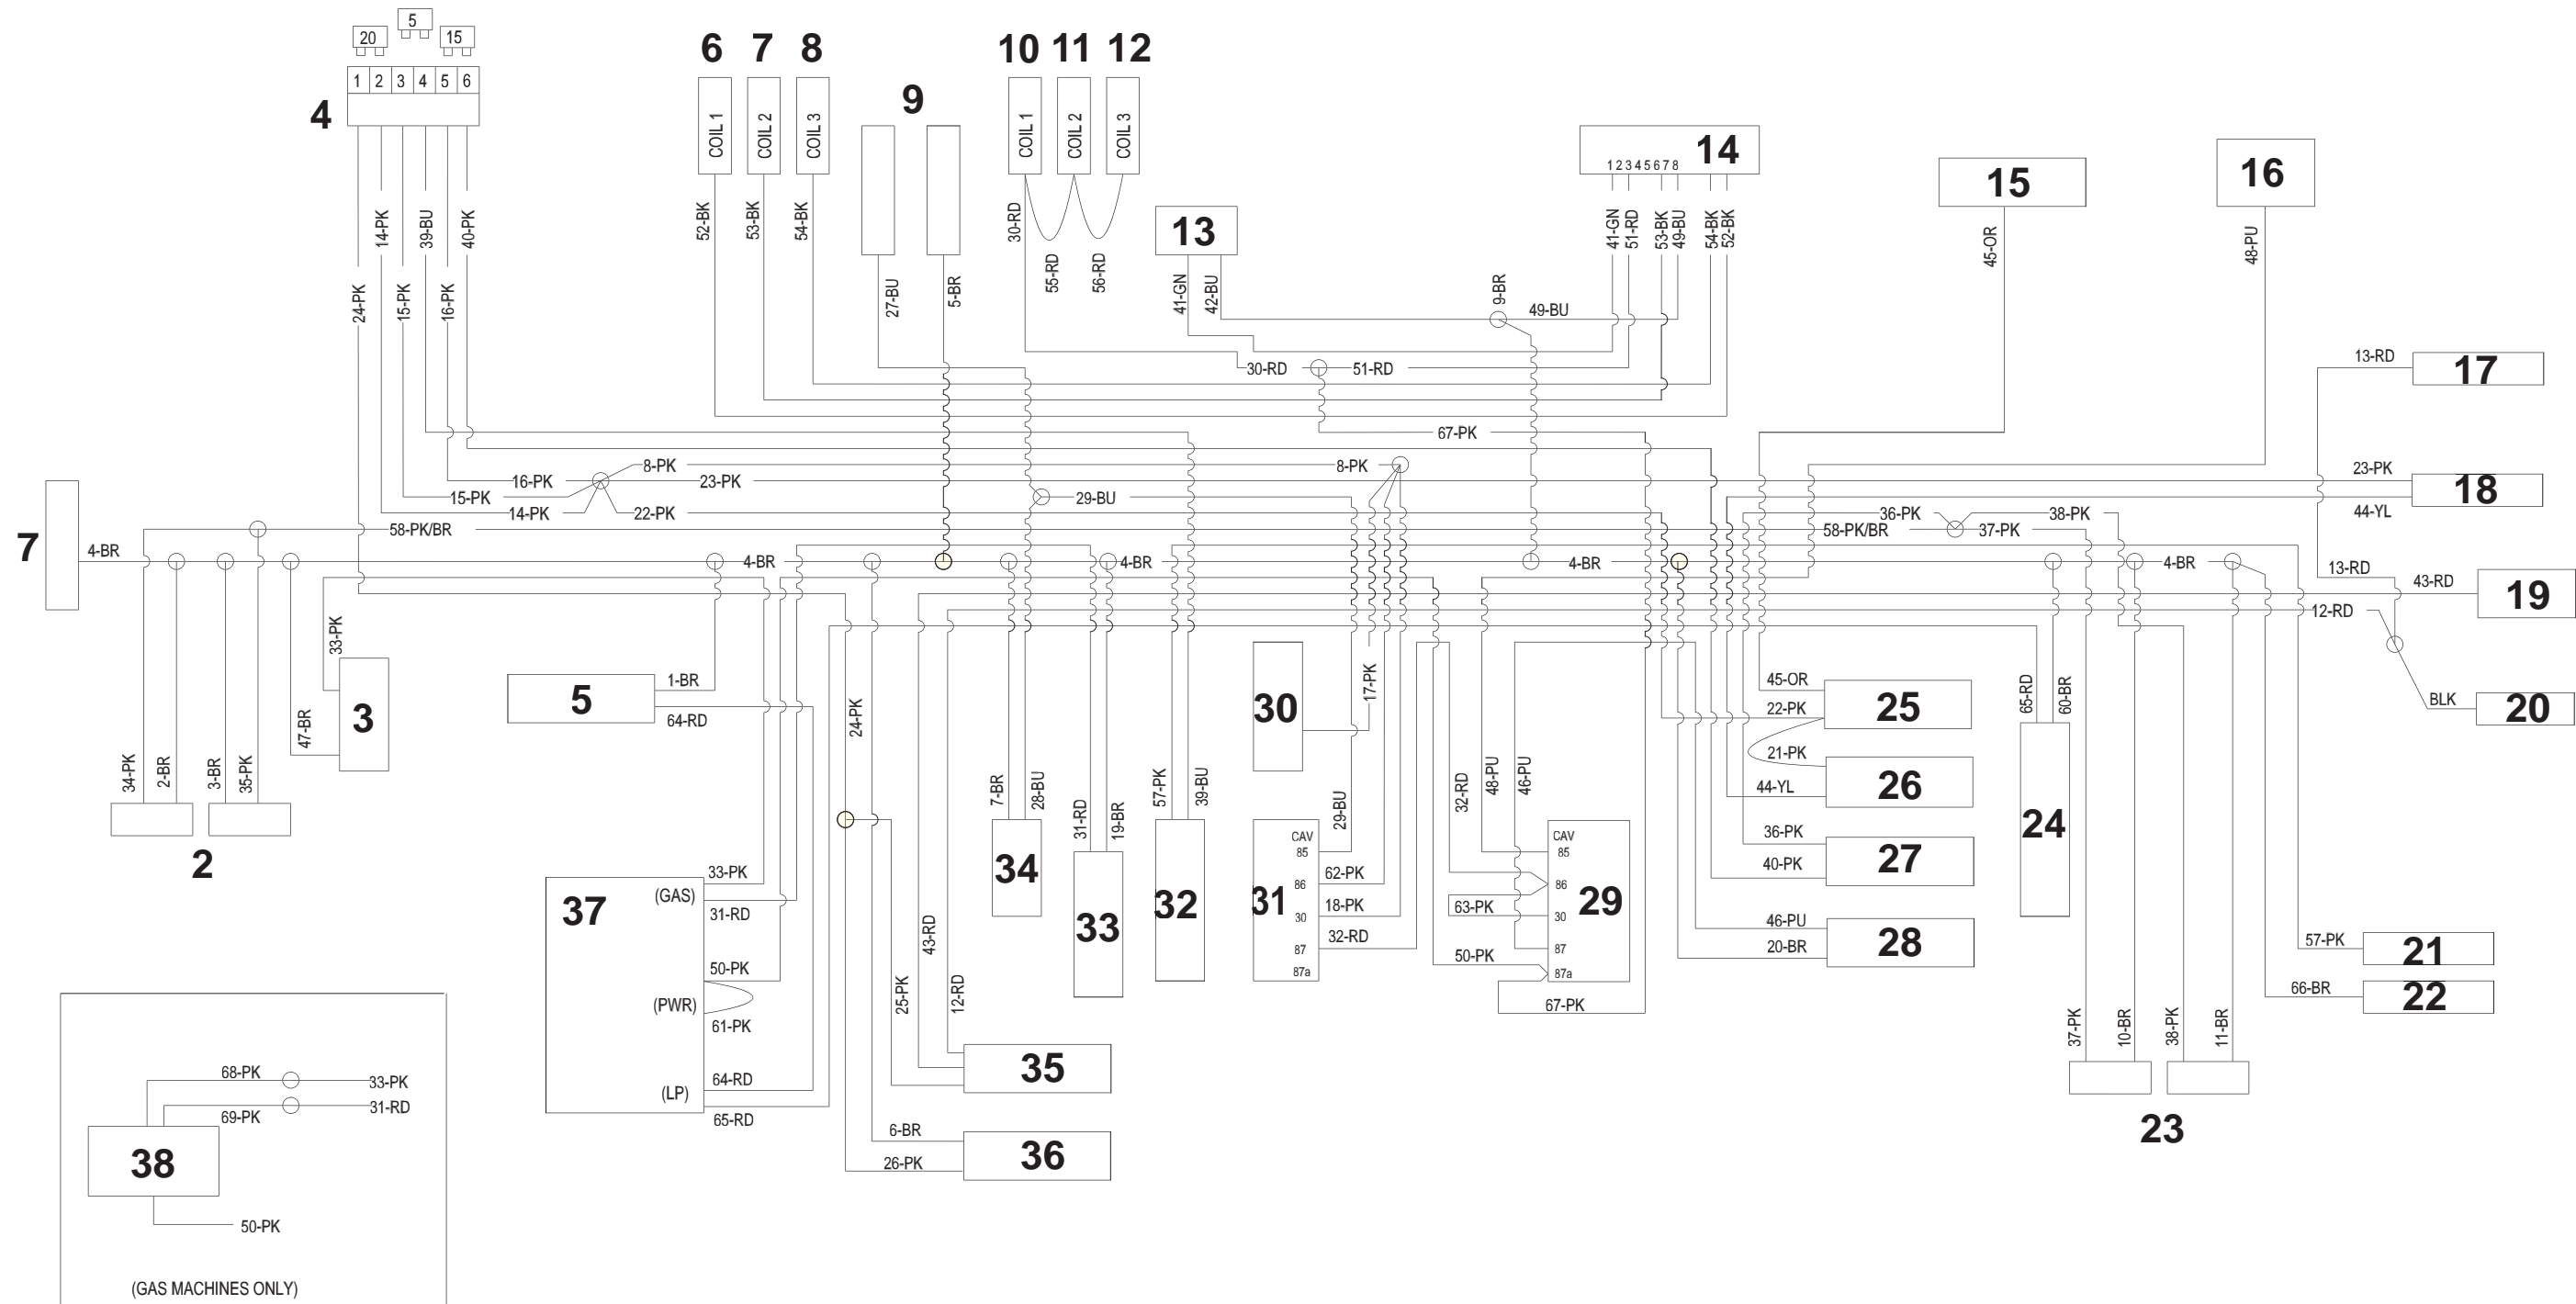 5
20
15
1 2 3 4 5 6
4
6 7 8
COIL 1
COIL 2
COIL 3
9
10 11 12
COIL 1
COIL 2
COIL 3
13
14
1 2 3 4 5 6 7 8
15
16
24-PK
14-PK
15-PK
39-BU
16-PK
40-PK
52-BK
53-BK
54-BK
27-BU
5-BR
30-RD
55-RD
56-RD
41-GN
42-BU
9-BR
49-BU
41-GN
51-RD
53-BK
49-BU
54-BK
52-BK
45-OR
48-PU
30-RD
51-RD
13-RD
17
67-PK
8-PK
8-PK
23-PK
16-PK
23-PK
18
15-PK
29-BU
44-YL
14-PK
22-PK
36-PK
38-PK
58-PK/BR
58-PK/BR
37-PK
7
4-BR
4-BR
4-BR
4-BR
4-BR
13-RD
43-RD
19
12-RD
33-PK
3
47-BR
34-PK
2-BR
3-BR
35-PK
2
5
1-BR
64-RD
24-PK
30
17-PK
45-OR
22-PK
25
21-PK
26
44-YL
65-RD
60-BR
24
BLK
20
7-BR
28-BU
34
31-RD
19-BR
33
57-PK
39-BU
32
29-BU
32-RD
48-PU
46-PU
31
CAV
85
86
30
87
87a
62-PK
18-PK
32-RD
63-PK
50-PK
67-PK
29
CAV
85
86
30
87
87a
36-PK
27
40-PK
46-PU
28
20-BR
57-PK
21
66-BR
22
37
(GAS)
33-PK
31-RD
50-PK
(PWR)
61-PK
64-RD
(LP)
65-RD
25-PK
43-RD
12-RD
35
6-BR
36
26-PK
37-PK
10-BR
38-PK
11-BR
23
68-PK
33-PK
69-PK
31-RD
38
50-PK
(GAS MACHINES ONLY)